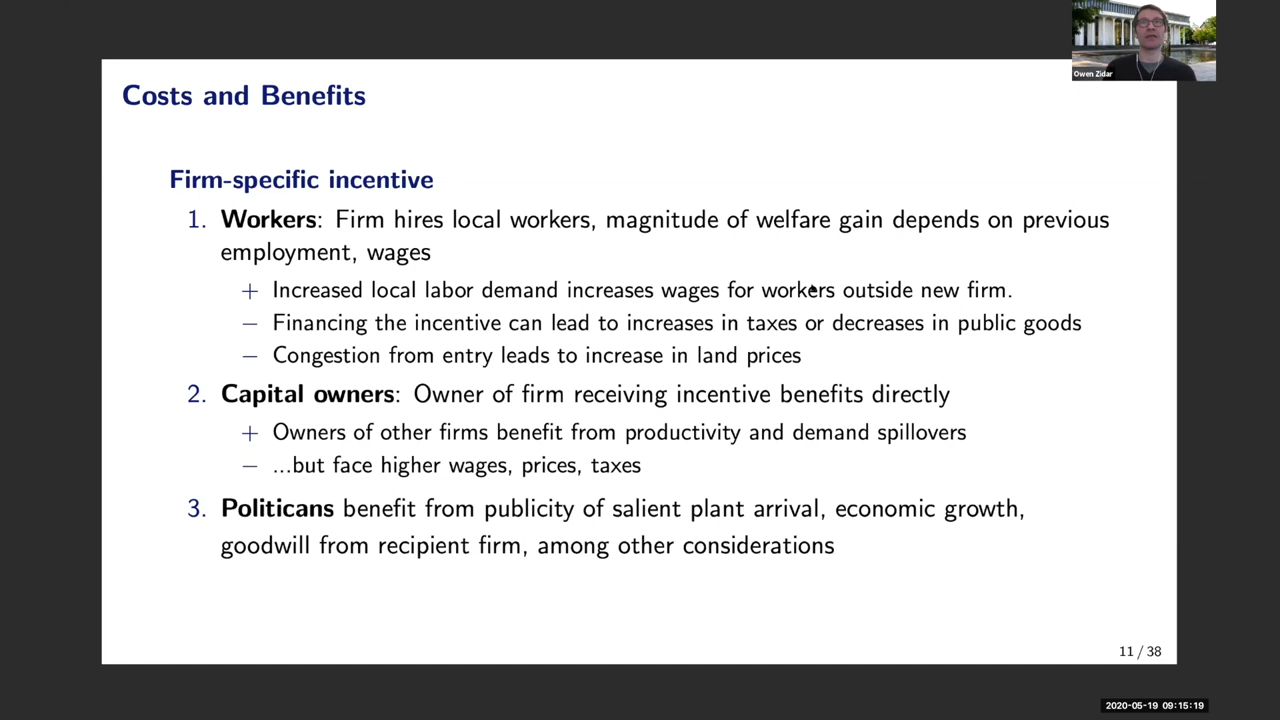 Owen Zidar
Costs and Benefits
Firm-specific incentive
1. Workers: Firm hires local workers, magnitude of welfare gain depends on previous
employment, wages
+ Increased local labor demand increases wages for workers outside new firm.
− Financing the incentive can lead to increases in taxes or decreases in public goods
− Congestion from entry leads to increase in land prices
2. Capital owners: Owner of firm receiving incentive benefits directly
+ Owners of other firms benefit from productivity and demand spillovers
− ...but face higher wages, prices, taxes
3. Politicans benefit from publicity of salient plant arrival, economic growth,
goodwill from recipient firm, among other considerations
11 / 38
2020-05-19 09:15:19